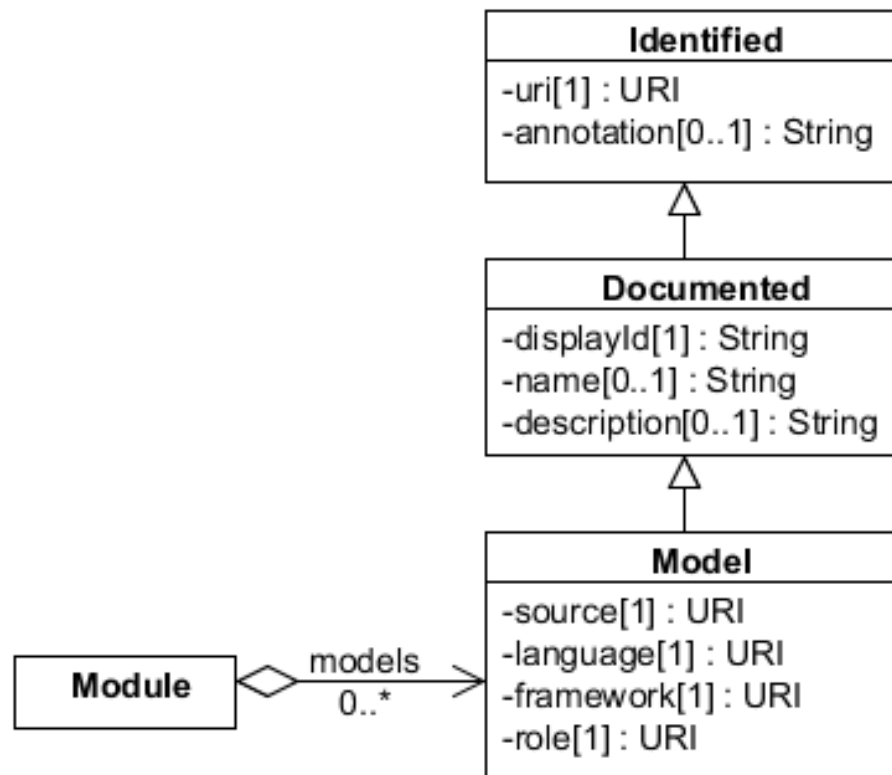 Identified
-uri[1] : URI
-annotation[0..1] : String
Documented
-displayId[1] : String
-name[0..1] : String
-description[0..1] : String
Model
-source[1] : URI
-language[1] : URI
-framework[1] : URI
-role[1] : URI
Module
models
0..*